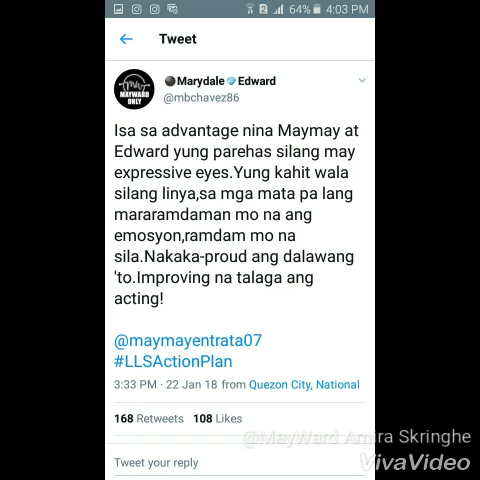 64% 4:03 PM
Tweet
Marydale Edward
@mbchavez86
MW
MAYWARD
ONLY
Isa sa advantage nina Maymay at
Edward yung parehas silang may
expressive eyes.Yung kahit wala
silang linya,sa mga mata pa lang
mararamdaman mo na ang
emosyon,ramdam mo na
sila.Nakaka-proud ang dalawang
'to.Improving na talaga ang
acting!
@maymayentrata07
#LLSActionPlan
3:33 PM · 22 Jan 18 from Quezon City, National
168 Retweets 108 Likes
@MayWard Amira Skringhe
VivaVideo
Tweet your reply